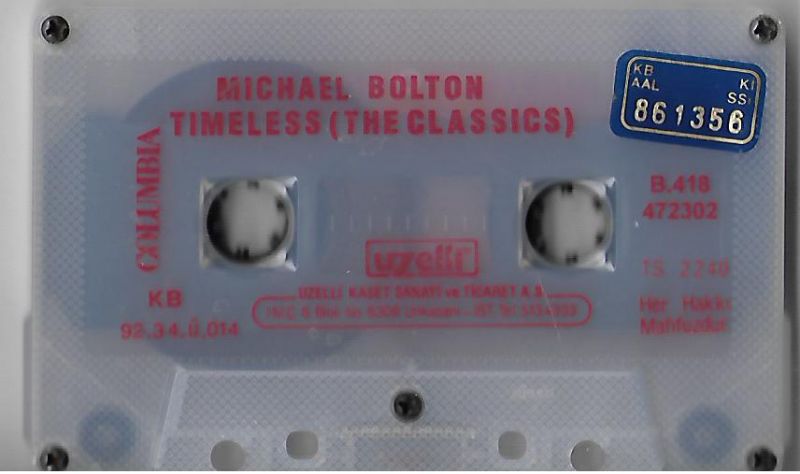 MICHAEL BOLTON
TIMELESS (THE CLASSICS)
KB
AAL
KI
SS
861356
COLUMBIA
B.418
472302
uzelli
TS 2240
UZELLİ KASET SANAYİ ve TİCARET A.Ş.
KB
92.34.Ü.014
Her Hakkı
Mahfuzdur